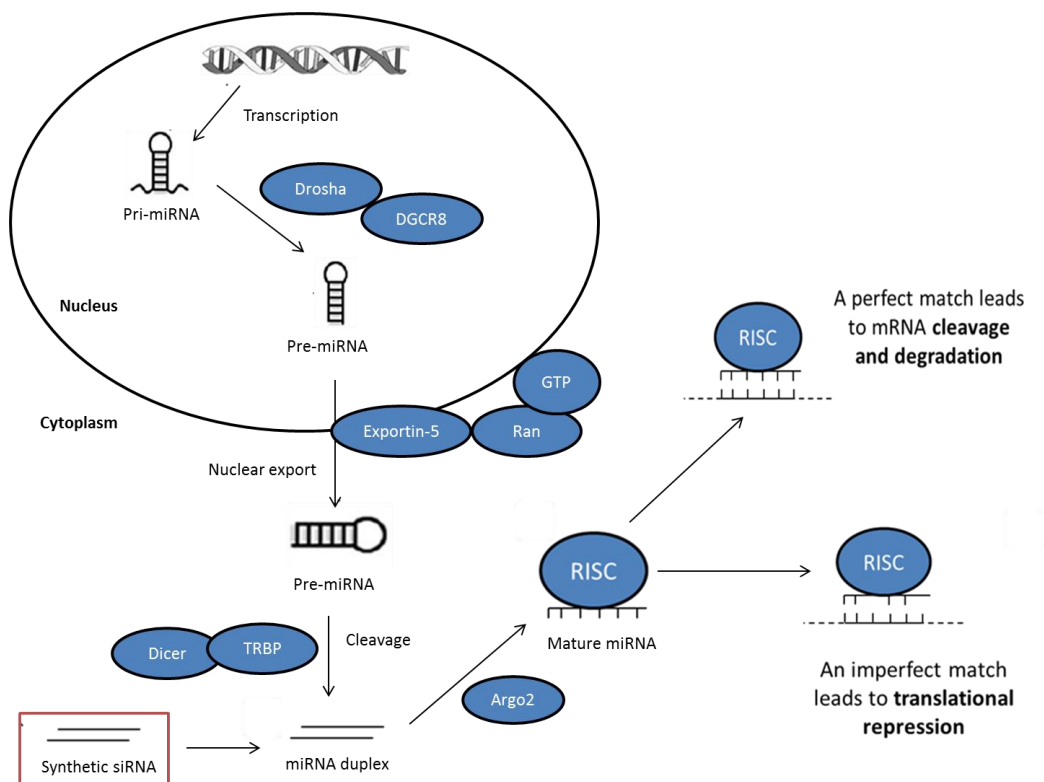 Transcription
Drosha
DGCR8
Pri-miRNA
Nucleus
Pre-miRNA
A perfect match leads
to mRNA cleavage
and degradation
RISC
GTP
Cytoplasm
Exportin-5
Ran
Nuclear export
Pre-miRNA
RISC
Mature miRNA
RISC
Cleavage
Dicer
TRBP
Argo2
An imperfect match
leads to translational
repression
Synthetic siRNA
miRNA duplex